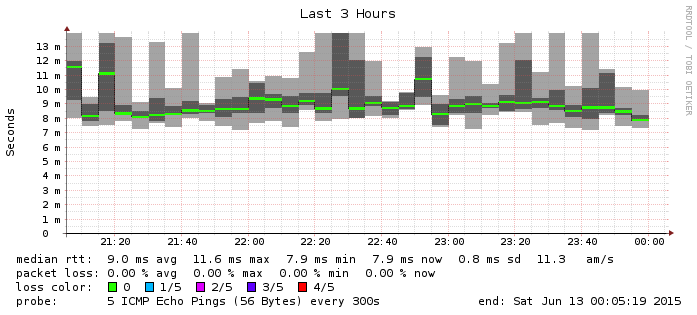 Last 3 Hours
RRDTOOL / TOBI OETIKER
Seconds
13 m
12 m
11 m
10 m
9 m
8 m
7 m
6 m
5 m
4 m
3 m
2 m
1 m
0
21:20 21:40 22:00 22:20 22:40 23:00 23:20 23:40 00:00
median rtt: 9.0 ms avg 11.6 ms max 7.9 ms min 7.9 ms now 0.8 ms sd 11.3 am/s
packet loss: 0.00 % avg 0.00 % max 0.00 % min 0.00 % now
loss color: 0 1/5 2/5 3/5 4/5
probe: 5 ICMP Echo Pings (56 Bytes) every 300s end: Sat Jun 13 00:05:19 2015